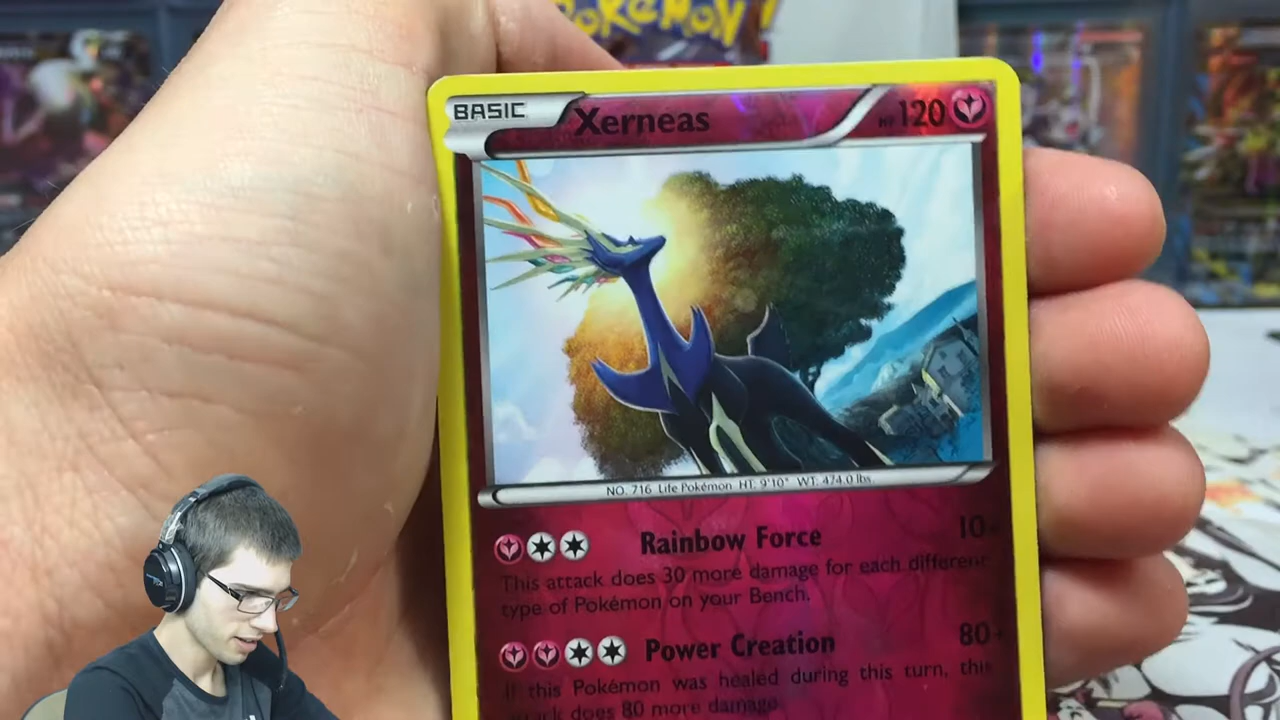 POKéMON
BASIC Xerneas HP 120
NO. 716 Life Pokémon HT: 9'10" WT: 474.0 lbs
Rainbow Force 10+
This attack does 30 more damage for each different
type of Pokémon on your Bench.
Power Creation 80+
If this Pokémon was healed during this turn, this
attack does 80 more damage.